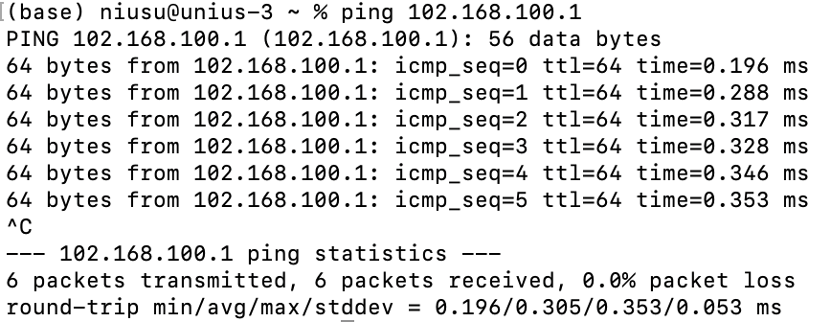 (base) niusu@unius-3 ~ % ping 102.168.100.1
PING 102.168.100.1 (102.168.100.1): 56 data bytes
64 bytes from 102.168.100.1: icmp_seq=0 ttl=64 time=0.196 ms
64 bytes from 102.168.100.1: icmp_seq=1 ttl=64 time=0.288 ms
64 bytes from 102.168.100.1: icmp_seq=2 ttl=64 time=0.317 ms
64 bytes from 102.168.100.1: icmp_seq=3 ttl=64 time=0.328 ms
64 bytes from 102.168.100.1: icmp_seq=4 ttl=64 time=0.346 ms
64 bytes from 102.168.100.1: icmp_seq=5 ttl=64 time=0.353 ms
^C
--- 102.168.100.1 ping statistics ---
6 packets transmitted, 6 packets received, 0.0% packet loss
round-trip min/avg/max/stddev = 0.196/0.305/0.353/0.053 ms